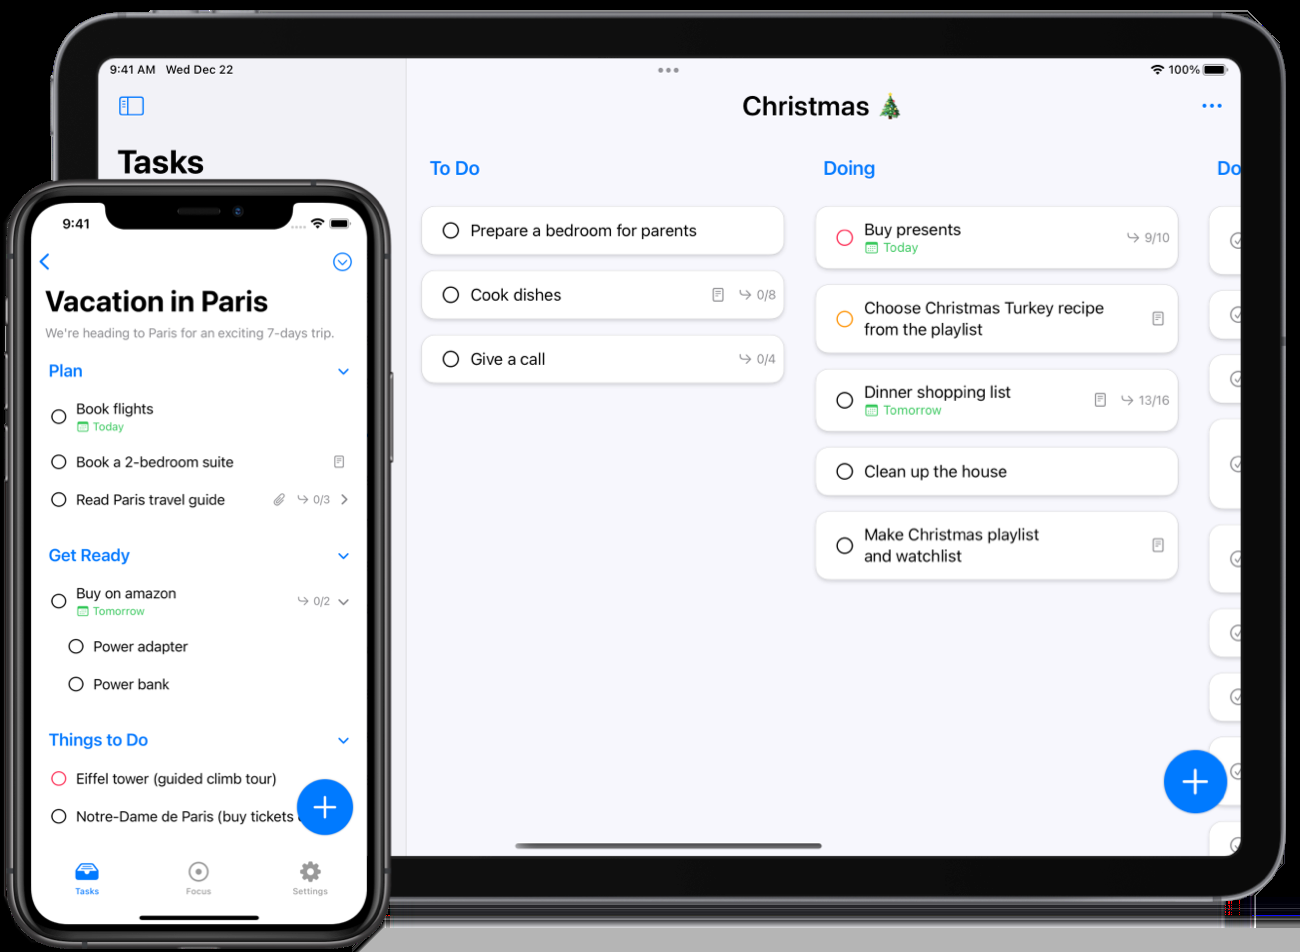 9:41 AM Wed Dec 22
100%
Christmas 🎄
Tasks
To Do
Prepare a bedroom for parents
Cook dishes
0/8
Give a call
0/4
Doing
Buy presents
9/10
Today
Choose Christmas Turkey recipe
from the playlist
Dinner shopping list
13/16
Tomorrow
Clean up the house
Make Christmas playlist
and watchlist
Do
9:41
Vacation in Paris
We're heading to Paris for an exciting 7-days trip.
Plan
Book flights
Today
Book a 2-bedroom suite
Read Paris travel guide
0/3
Get Ready
Buy on amazon
0/2
Tomorrow
Power adapter
Power bank
Things to Do
Eiffel tower (guided climb tour)
Notre-Dame de Paris (buy tickets
Tasks
Focus
Settings